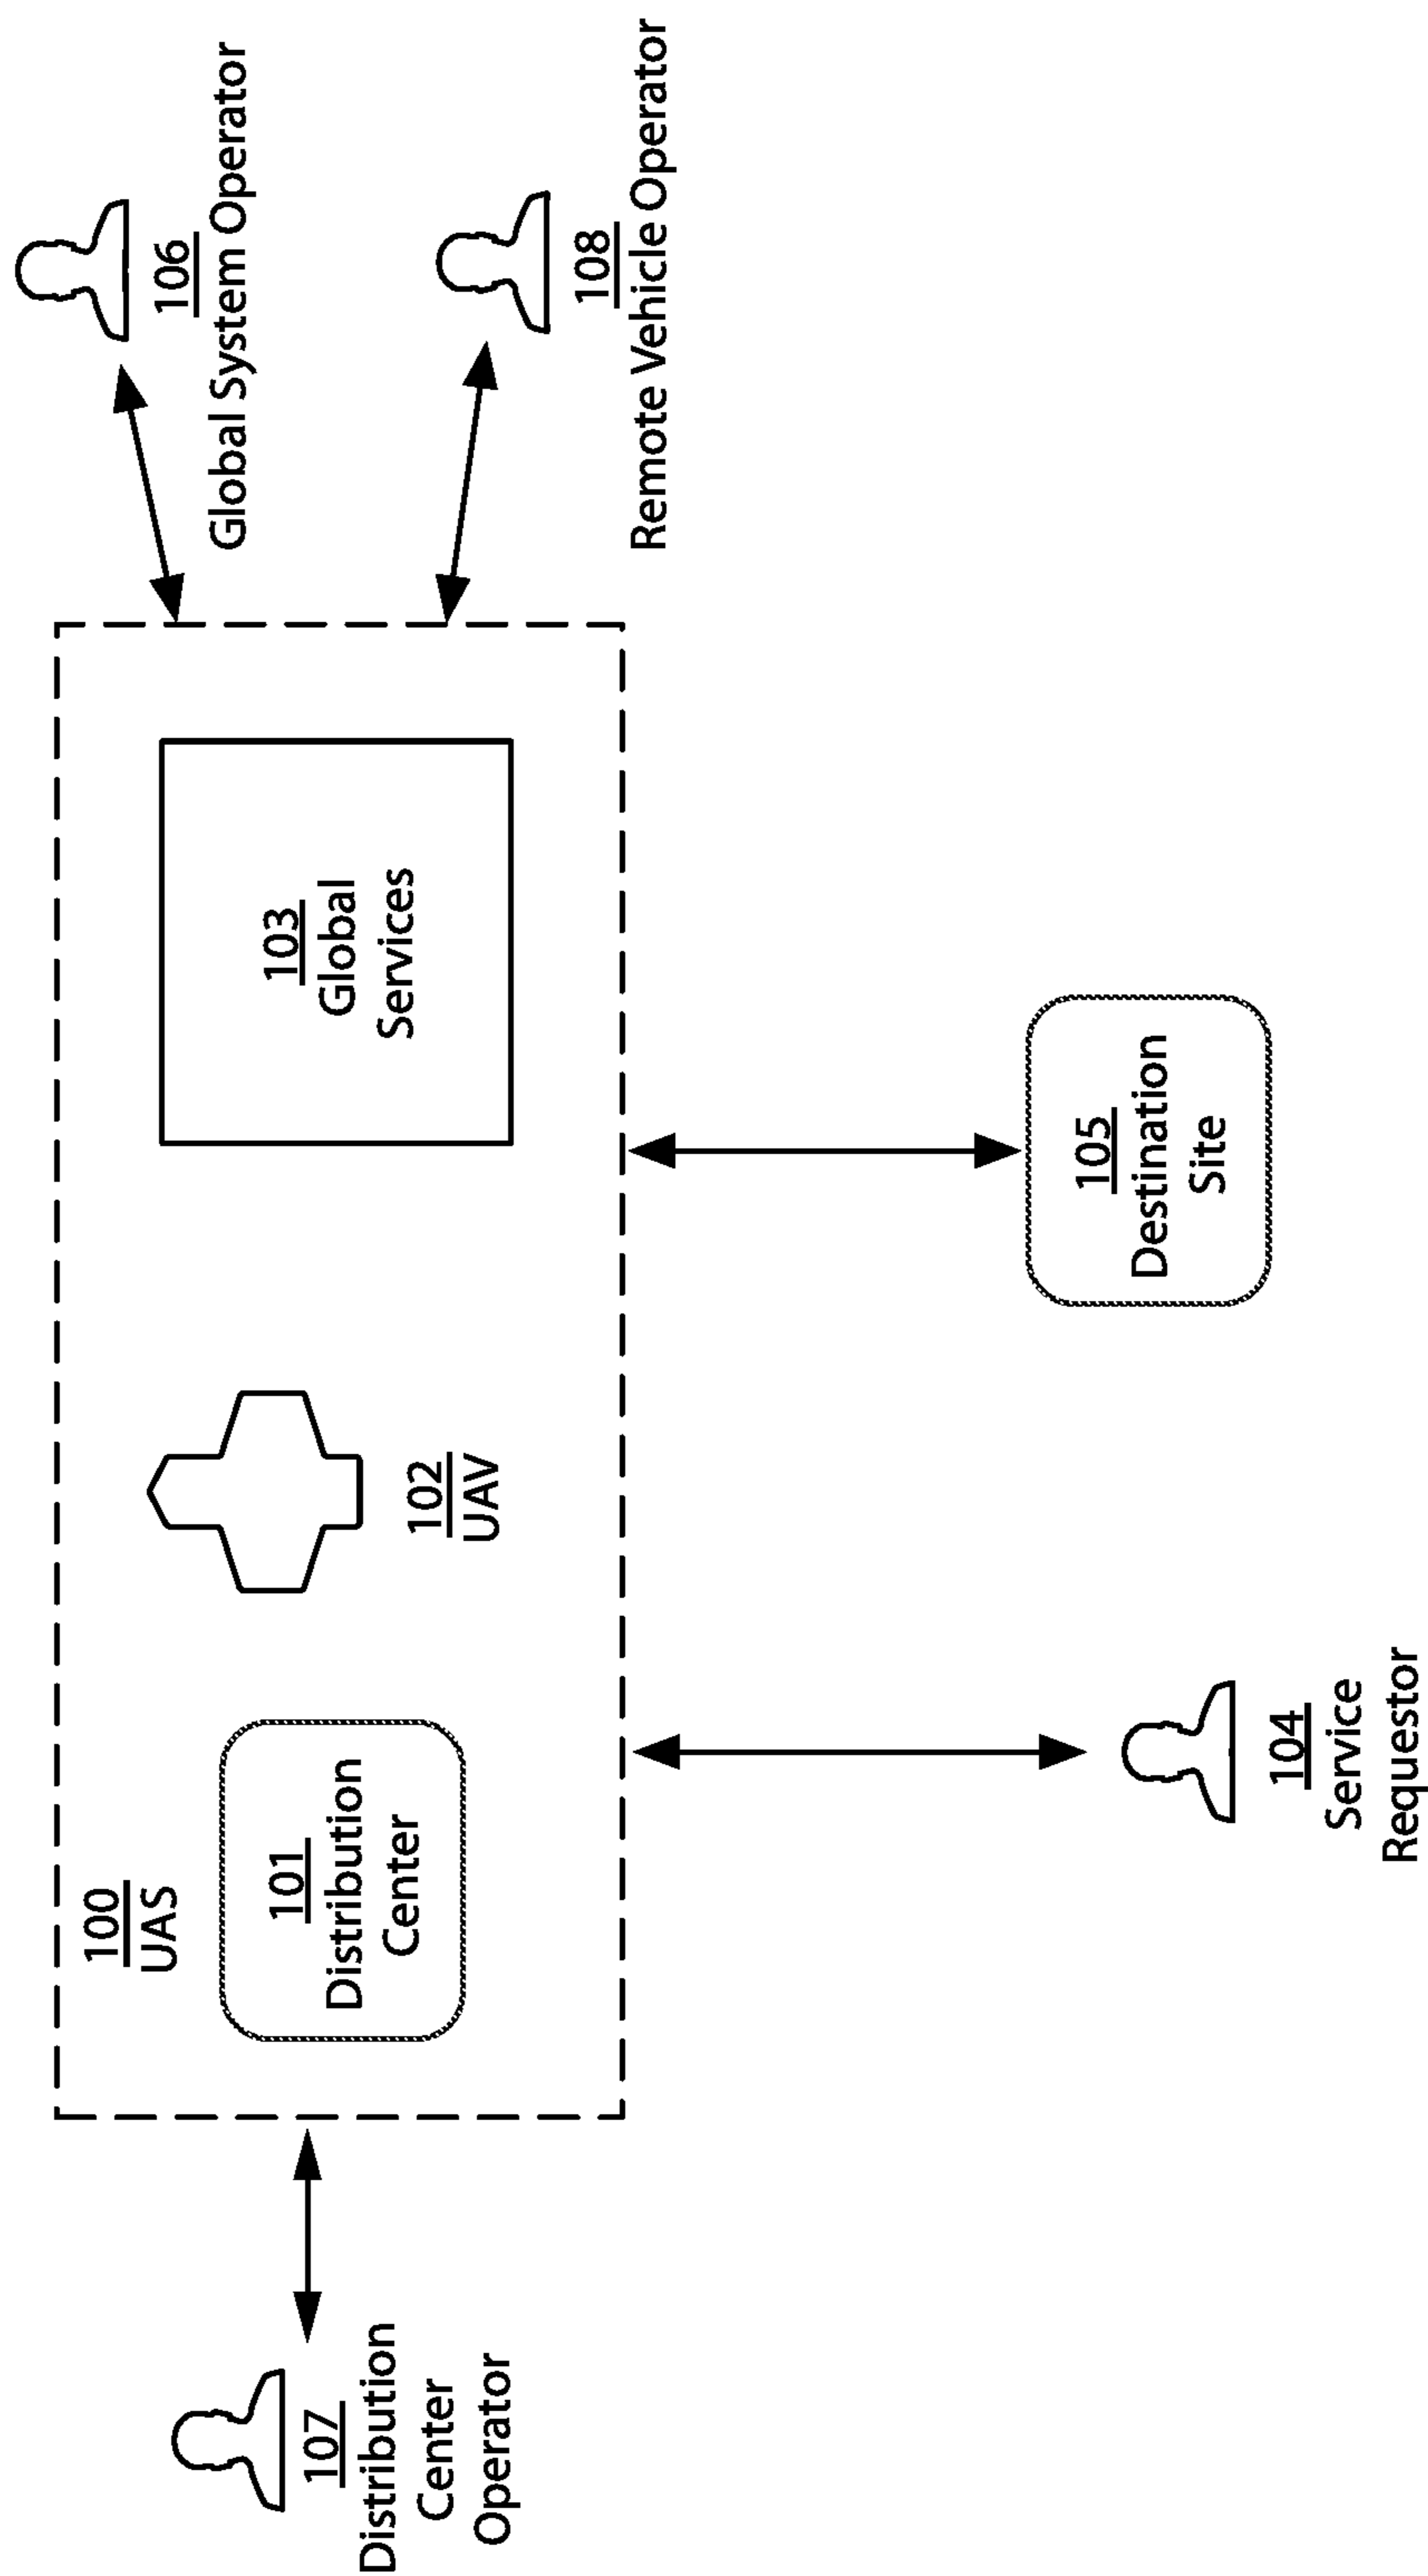 100
UAS
101
Distribution
Center
102
UAV
103
Global
Services
106
Global System Operator
108
Remote Vehicle Operator
107
Distribution
Center
Operator
104
Service
Requestor
105
Destination
Site